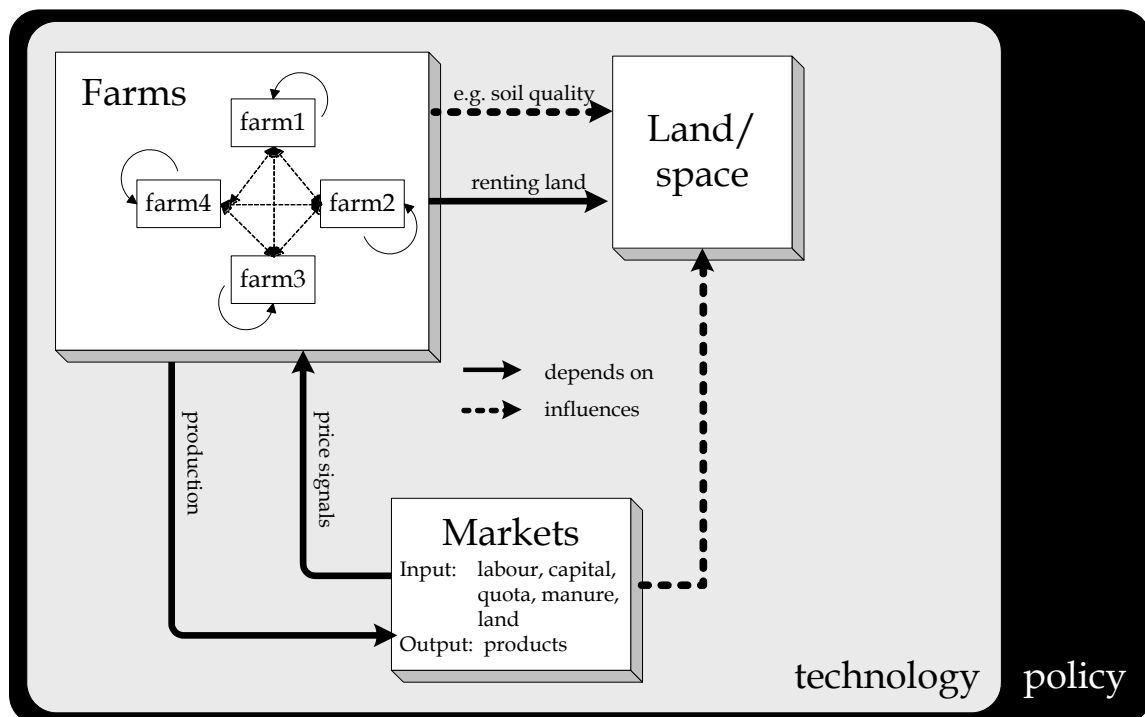 Farms
farm1
farm4
farm2
farm3
e.g. soil quality
renting land
Land/
space
depends on
influences
production
price signals
Markets
Input: labour, capital,
quota, manure,
land
Output: products
technology
policy